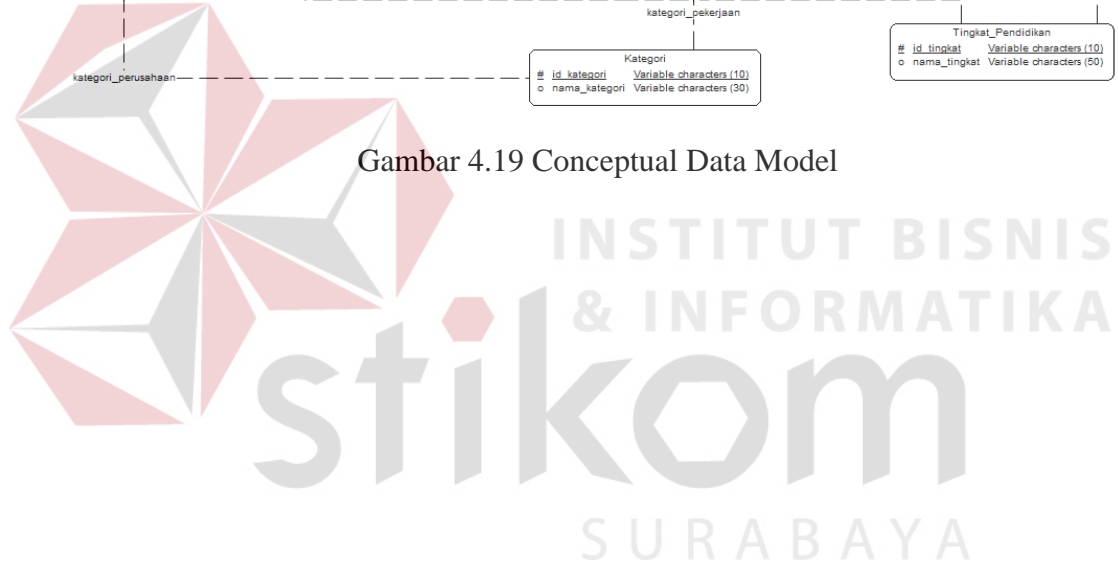 kategori_pekerjaan
Tingkat_Pendidikan
# id_tingkat Variable characters (10)
o nama_tingkat Variable characters (50)
Kategori
# id_kategori Variable characters (10)
o nama_kategori Variable characters (30)
kategori_perusahaan
Gambar 4.19 Conceptual Data Model
INSTITUT BISNIS
& INFORMATIKA
stikom
SURABAYA